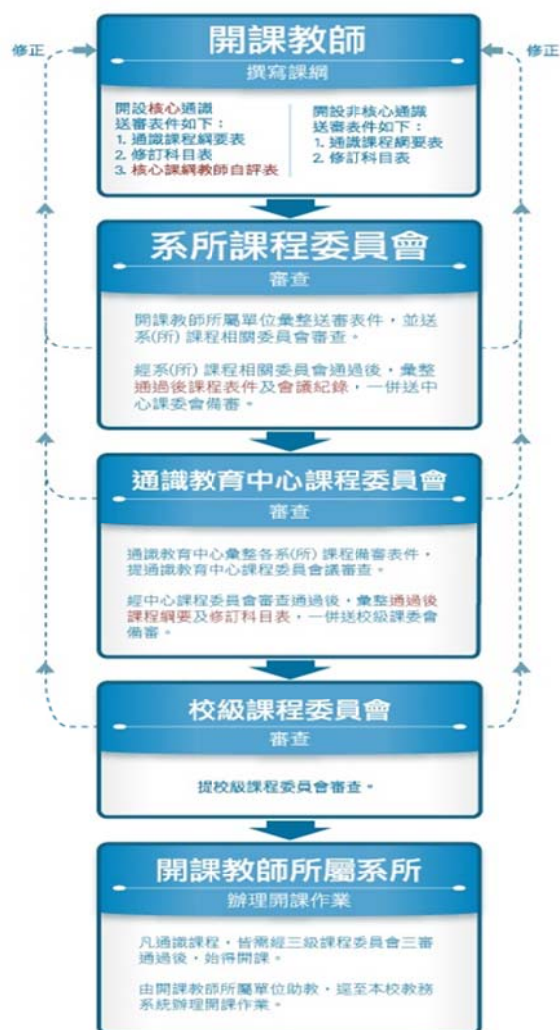 開課教師
修正
修正
撰寫課綱
開設核心通識
送審表件如下：
1. 通識課程綱要表
2. 修訂科目表
3. 核心課綱教師自評表
開設非核心通識
送審表件如下：
1. 通識課程綱要表
2. 修訂科目表
系所課程委員會
審查
開課教師所屬單位彙整送審表件，並送
系(所) 課程相關委員會審查。
經系(所) 課程相關委員會通過後，彙整
通過後課程表件及會議紀錄，一併送中
心課委會備審。
通識教育中心課程委員會
審查
通識教育中心彙整各系(所) 課程備審表件，
提通識教育中心課程委員會議審查。
經中心課程委員會審查通過後，彙整通過後
課程綱要及修訂科目表，一併送校級課委會
備審。
校級課程委員會
審查
提校級課程委員會審查。
開課教師所屬系所
辦理開課作業
凡通識課程，皆需經三級課程委員會三審
通過後，始得開課。
由開課教師所屬單位助教，逕至本校教務
系統辦理開課作業。